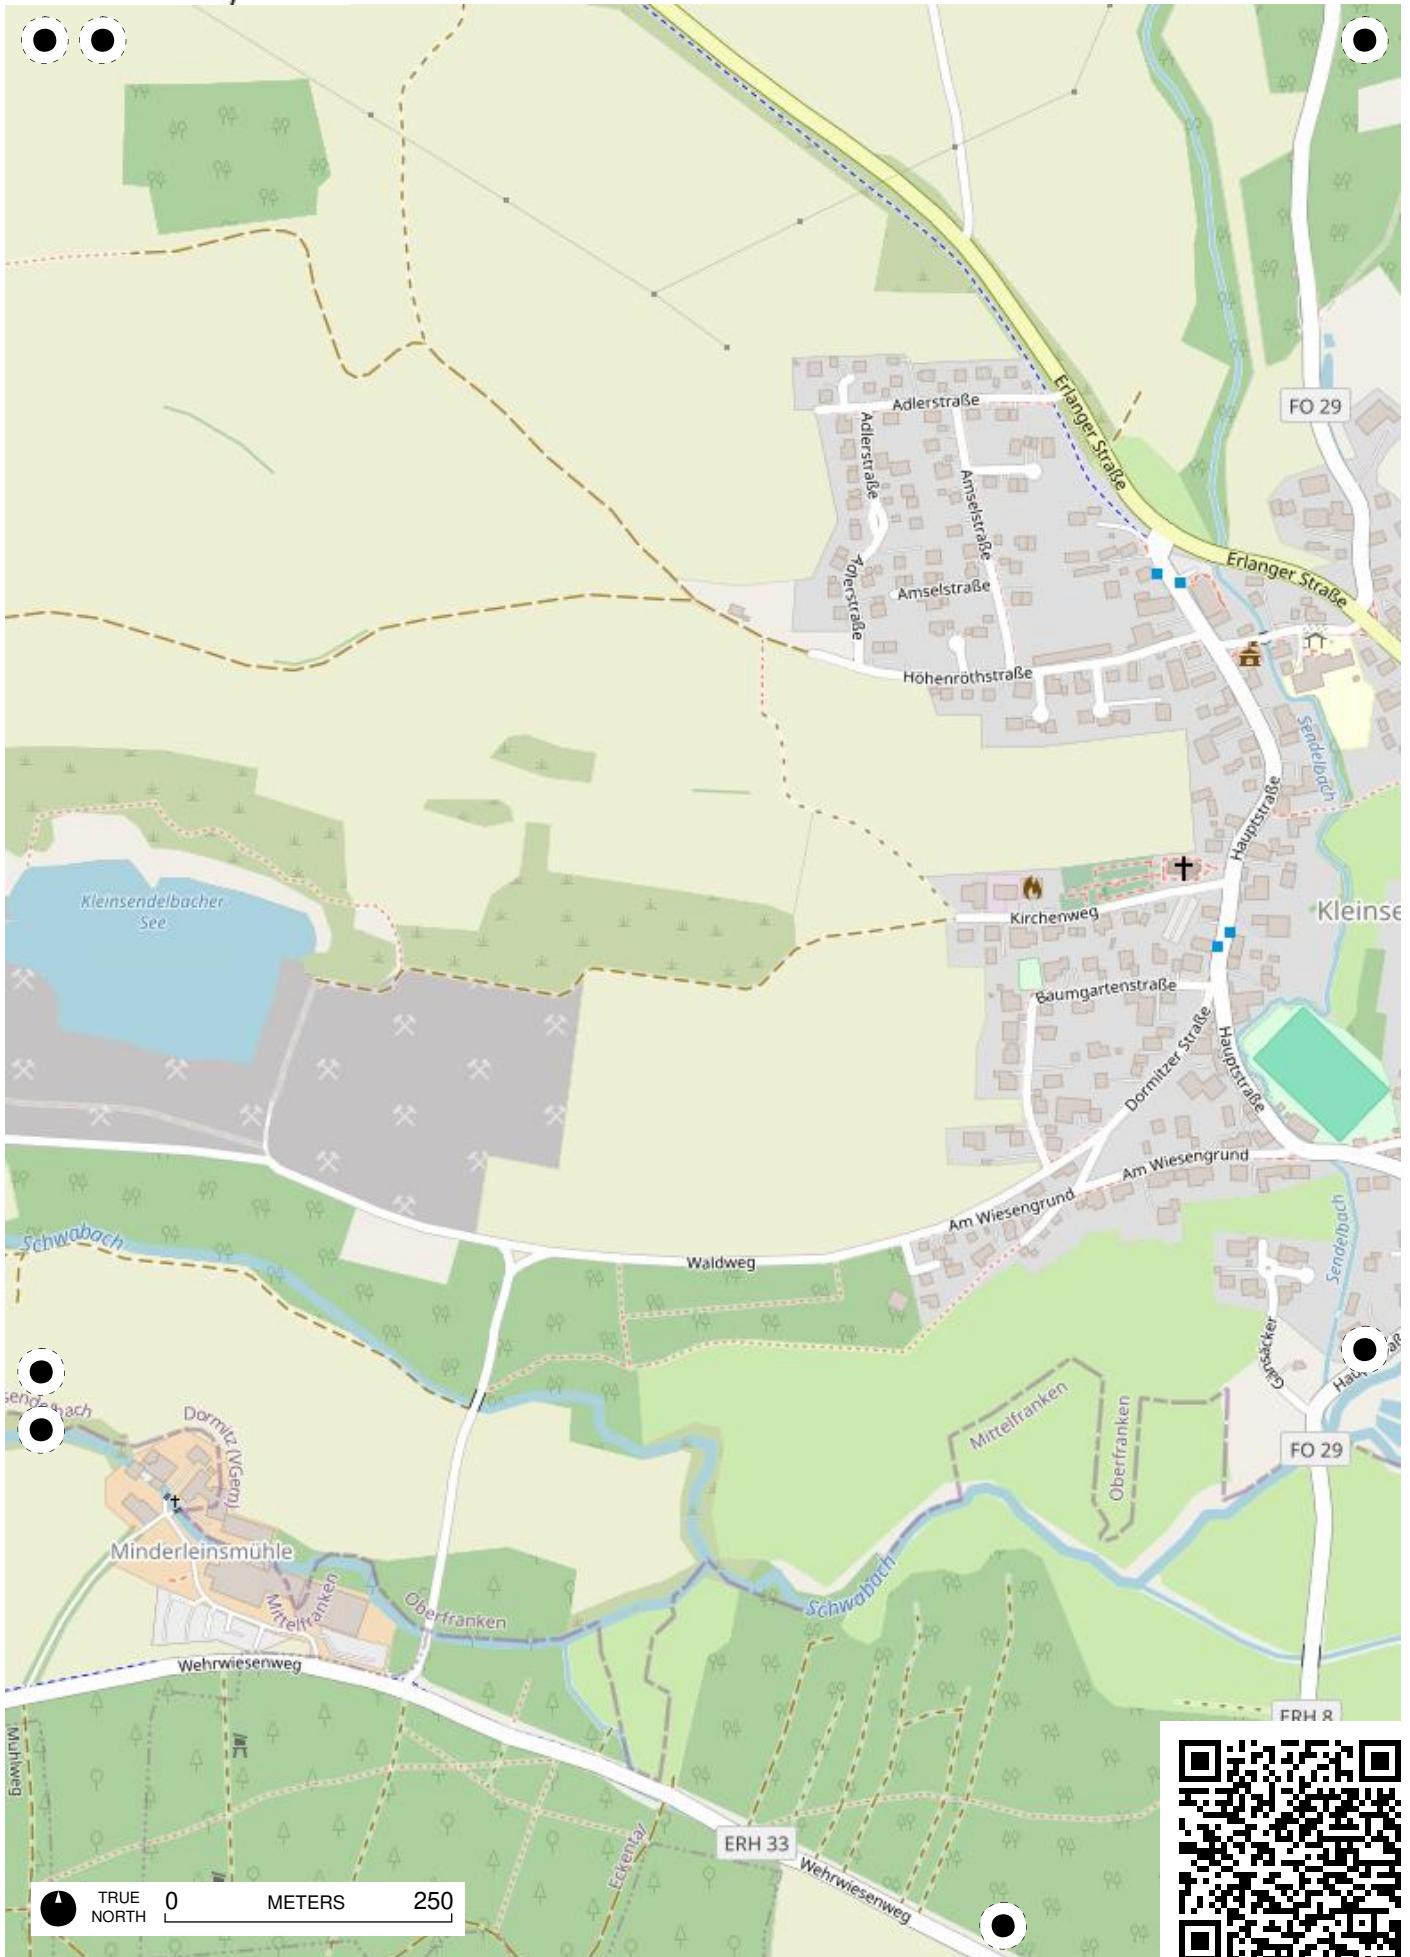 Adlerstraße
Erlanger Straße
FO 29
Adlerstraße
Amselstraße
Erlanger Straße
Amselstraße
Adlerstraße
Höhenröthstraße
Sendelbach
Hauptstraße
Kleinsendelbacher
See
Kirchenweg
Kleinse
Baumgartenstraße
Dormitzer Straße
Hauptstraße
Am Wiesengrund
Am Wiesengrund
Schwabach
Waldweg
Sendelbach
Gänsäcker
Mittelfranken
Oberfranken
Dormitz (VGem)
FO 29
Minderleinsmühle
Mittelfranken
Oberfranken
Schwabach
Wehrwiesenweg
ERH 8
Mühlweg
ERH 33
Eckental
Wehrwiesenweg
TRUE
NORTH
0 METERS 250